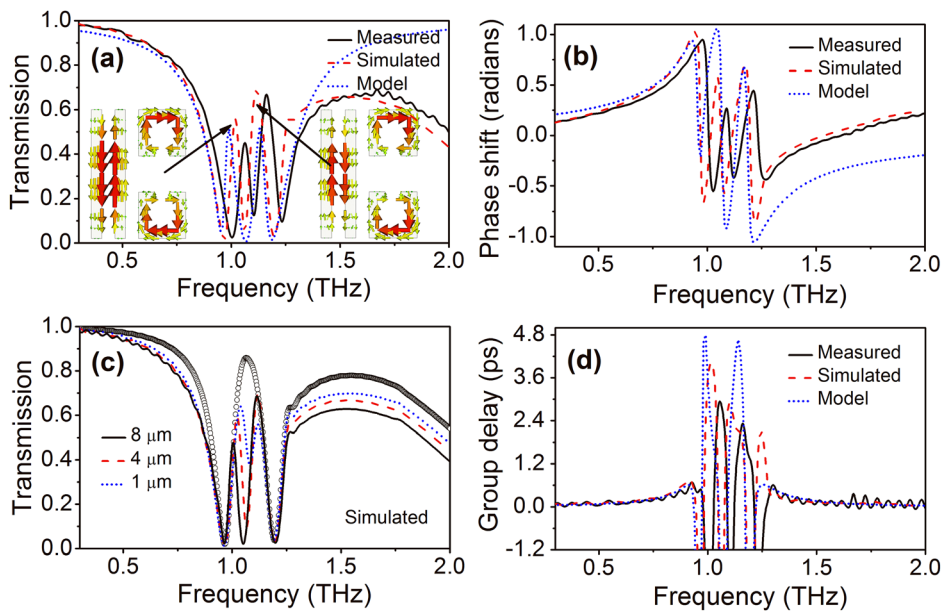 (a)
Measured
Simulated
Model
Transmission
1.0
0.8
0.6
0.4
0.2
0.0
0.5
1.0
1.5
2.0
Frequency (THz)
(b)
Measured
Simulated
Model
Phase shift (radians)
1.0
0.5
0.0
-0.5
-1.0
0.5
1.0
1.5
2.0
Frequency (THz)
(c)
8 μm
4 μm
1 μm
Simulated
Transmission
1.0
0.8
0.6
0.4
0.2
0.0
0.5
1.0
1.5
2.0
Frequency (THz)
(d)
Measured
Simulated
Model
Group delay (ps)
4.8
3.6
2.4
1.2
0.0
-1.2
0.5
1.0
1.5
2.0
Frequency (THz)